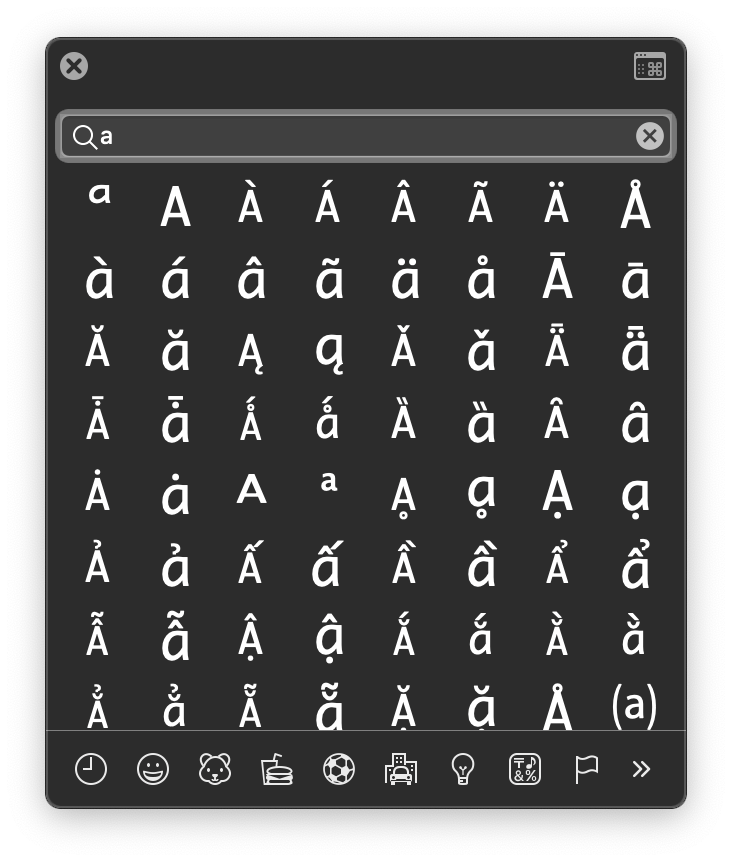 a
ª A À Á Â Ã Ä Å
à á â ã ä å Ā ā
Ă ă Ą ą Ǎ ǎ Ǟ ǟ
Ǡ ǡ Ǻ ǻ Ȁ ȁ Ȃ ȃ
Ȧ ȧ ᴬ ᵃ Ḁ ḁ Ạ ạ
Ả ả Ấ ấ Ầ ầ Ẩ ẩ
Ẫ ẫ Ậ ậ Ắ ắ Ằ ằ
Ẳ ẳ Ẵ ẵ Ặ ặ Å ⒜